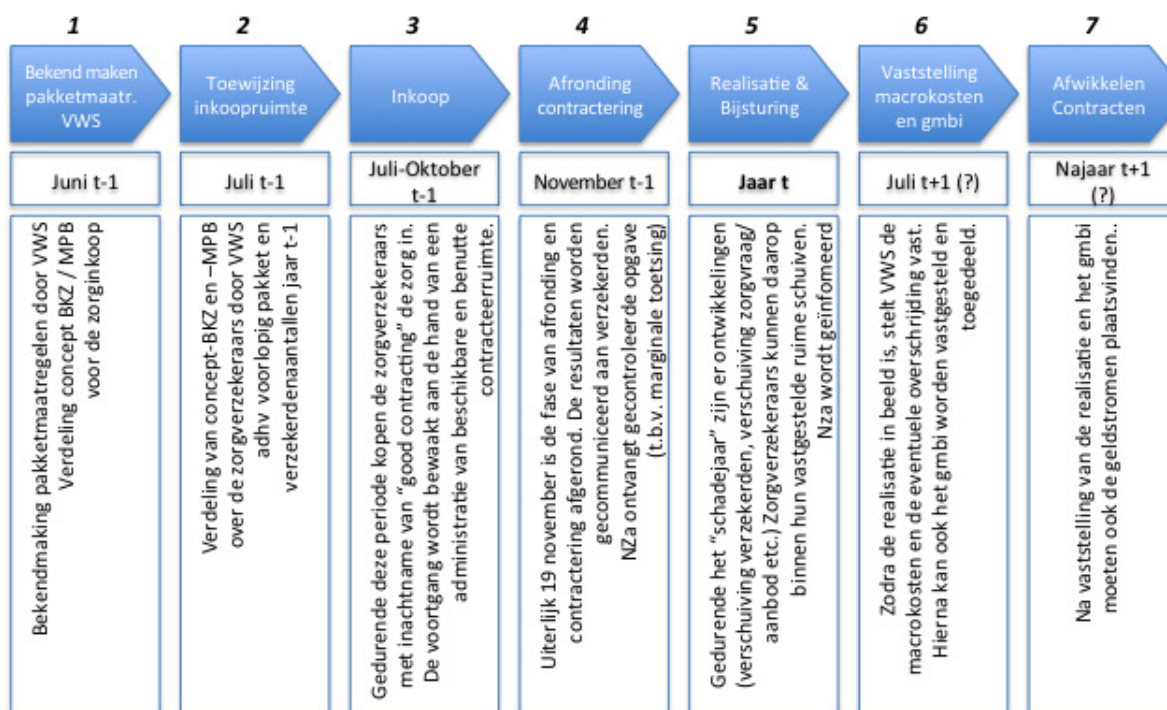 1
Bekend maken
pakketmaatr.
VWS
Juni t-1
Bekendmaking pakketmaatregelen door VWS
Verdeling concept BKZ / MPB
voor de zorginkoop
2
Toewijzing
inkoopruimte
Juli t-1
Verdeling van concept-BKZ en –MPB
over de zorgverzekeraars door VWS
adhv voorlopig pakket en
verzekerdenaantallen jaar t-1
3
Inkoop
Juli-Oktober
t-1
Gedurende deze periode kopen de zorgverzekeraars
met inachtname van “good contracting” de zorg in.
De voortgang wordt bewaakt aan de hand van een
administratie van beschikbare en benutte
contracteerruimte.
4
Afronding
contractering
November t-1
Uiterlijk 19 november is de fase van afronding en
contractering afgerond. De resultaten worden
gecommuniceerd aan verzekerden.
NZa ontvangt gecontroleerde opgave
(t.b.v. marginale toetsing)
5
Realisatie &
Bijsturing
Jaar t
Gedurende het “schadejaar” zijn er ontwikkelingen
(verschuiving verzekerden, verschuiving zorgvraag/
aanbod etc.) Zorgverzekeraars kunnen daarop
binnen hun vastgestelde ruime schuiven.
Nza wordt geïnfomeerd
6
Vaststelling
macrokosten
en gmbi
Juli t+1 (?)
Zodra de realisatie in beeld is, stelt VWS de
macrokosten en de eventuele overschrijding vast.
Hierna kan ook het gmbi worden vastgesteld en
toegedeeld.
7
Afwikkelen
Contracten
Najaar t+1
(?)
Na vaststelling van de realisatie en het gmbi
moeten ook de geldstromen plaatsvinden..